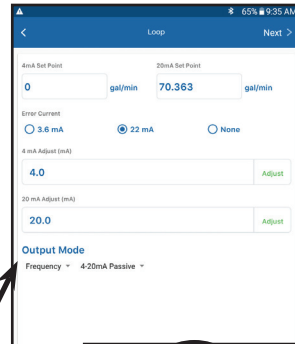 65% 9:35 AM
< Loop Next >
4mA Set Point 20mA Set Point
0 gal/min 70.363 gal/min
Error Current
3.6 mA 22 mA None
4 mA Adjust (mA)
4.0 Adjust
20 mA Adjust (mA)
20.0 Adjust
Output Mode
Frequency 4-20mA Passive